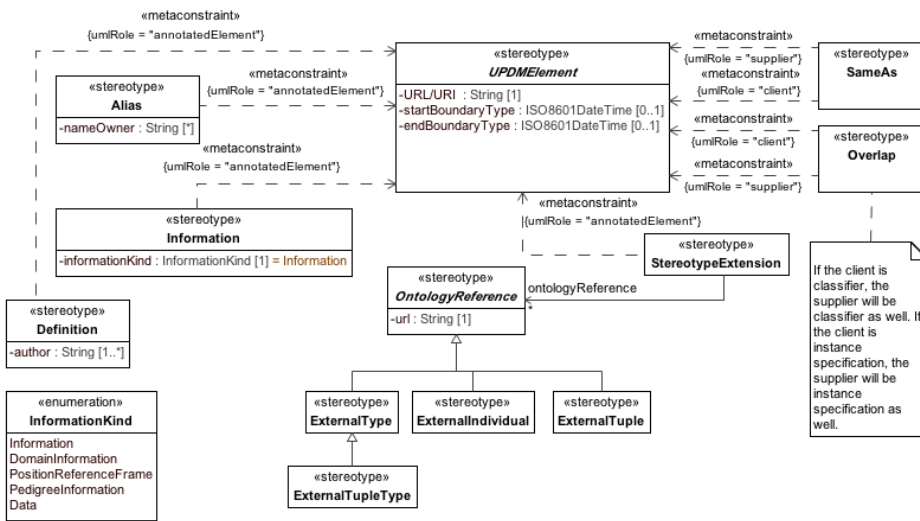 «metaconstraint»
{umlRole = "annotatedElement"}
«stereotype»
Alias
-nameOwner : String [*]
«metaconstraint»
{umlRole = "annotatedElement"}
«metaconstraint»
{umlRole = "annotatedElement"}
«stereotype»
Information
-informationKind : InformationKind [1] = Information
«stereotype»
Definition
-author : String [1..*]
«enumeration»
InformationKind
Information
DomainInformation
PositionReferenceFrame
PedigreeInformation
Data
«stereotype»
UPDMElement
-URL/URI : String [1]
-startBoundaryType : ISO8601DateTime [0..1]
-endBoundaryType : ISO8601DateTime [0..1]
«metaconstraint»
{umlRole = "supplier"}
«metaconstraint»
{umlRole = "client"}
«stereotype»
SameAs
«metaconstraint»
{umlRole = "client"}
«metaconstraint»
{umlRole = "supplier"}
«stereotype»
Overlap
«metaconstraint»
{umlRole = "annotatedElement"}
«stereotype»
StereotypeExtension
ontologyReference
*
«stereotype»
OntologyReference
-url : String [1]
«stereotype»
ExternalType
«stereotype»
ExternalIndividual
«stereotype»
ExternalTuple
«stereotype»
ExternalTupleType
If the client is
classifier, the
supplier will be
classifier as well. If
the client is
instance
specification, the
supplier will be
instance
specification as
well.